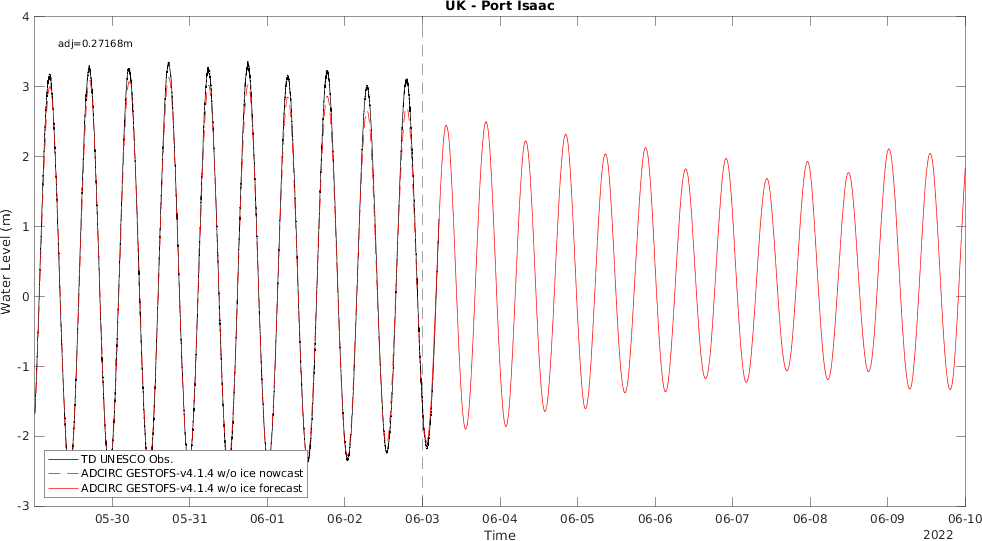 UK - Port Isaac
adj=0.27168m
4
3
2
1
0
-1
-2
-3
Water Level (m)
TD UNESCO Obs.
ADCIRC GESTOFS-v4.1.4 w/o ice nowcast
ADCIRC GESTOFS-v4.1.4 w/o ice forecast
05-30 05-31 06-01 06-02 06-03 06-04 06-05 06-06 06-07 06-08 06-09 06-10
Time
2022